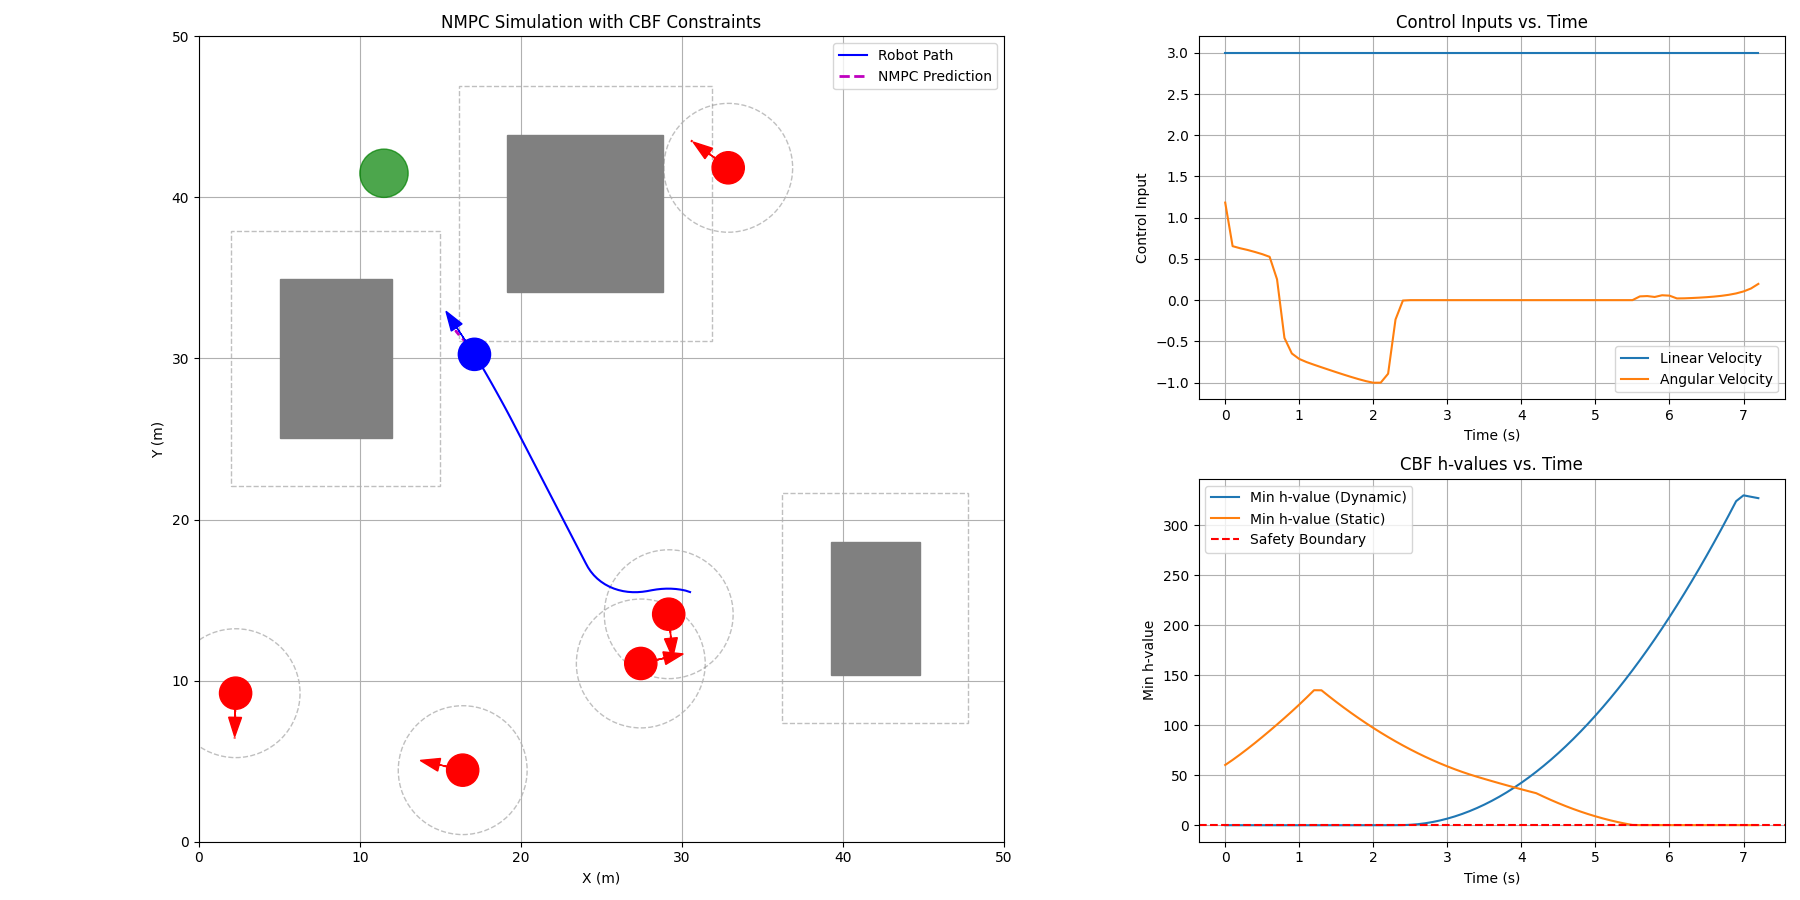 NMPC Simulation with CBF Constraints
50
40
30
20
10
0
Y (m)
0 10 20 30 40 50
X (m)
Robot Path
NMPC Prediction
Control Inputs vs. Time
3.0
2.5
2.0
1.5
1.0
0.5
0.0
−0.5
−1.0
Control Input
Linear Velocity
Angular Velocity
0 1 2 3 4 5 6 7
Time (s)
CBF h-values vs. Time
Min h-value (Dynamic)
Min h-value (Static)
Safety Boundary
300
250
200
150
100
50
0
Min h-value
0 1 2 3 4 5 6 7
Time (s)